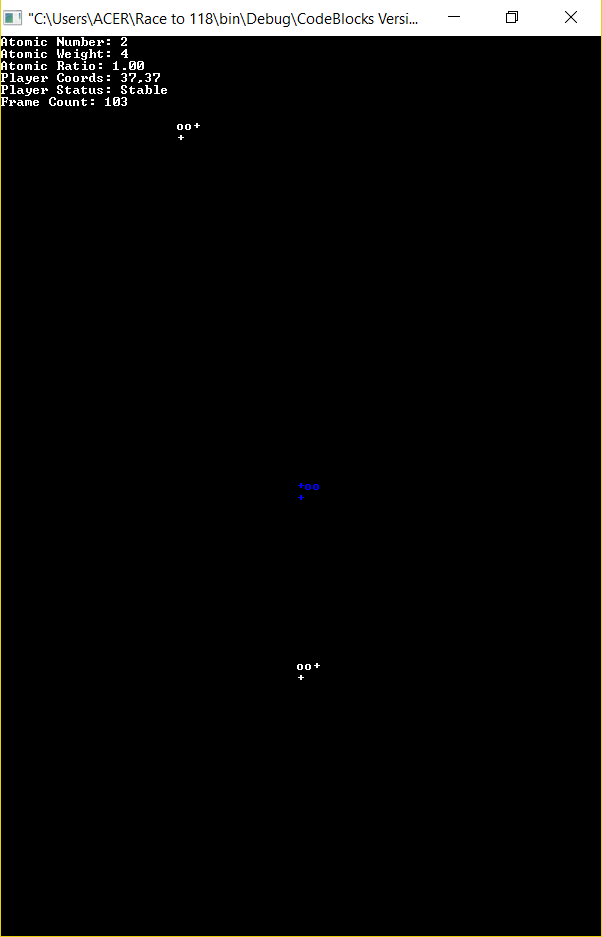 "C:\Users\ACER\Race to 118\bin\Debug\CodeBlocks Versi...
Atomic Number: 2
Atomic Weight: 4
Atomic Ratio: 1.00
Player Coords: 37,37
Player Status: Stable
Frame Count: 103
oo+
+
+oo
+
oo+
+